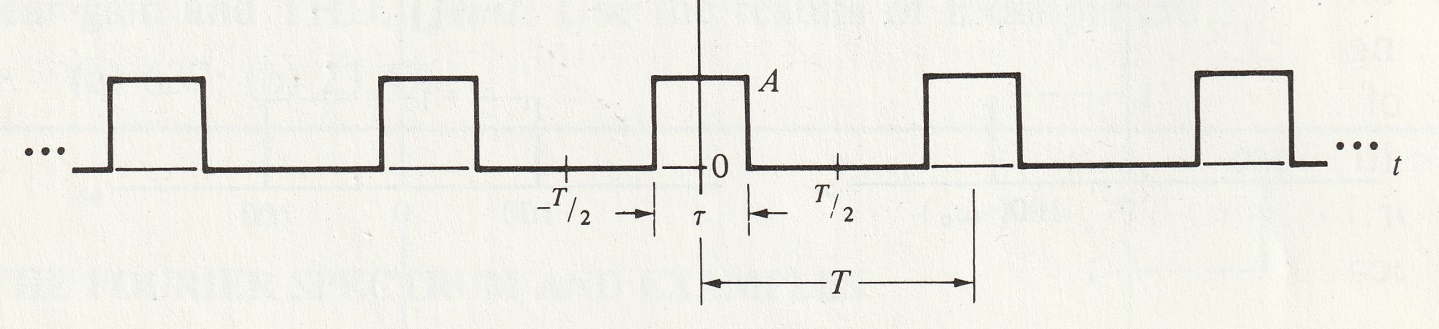 A
... 0 ... t
-T/2 τ T/2
T